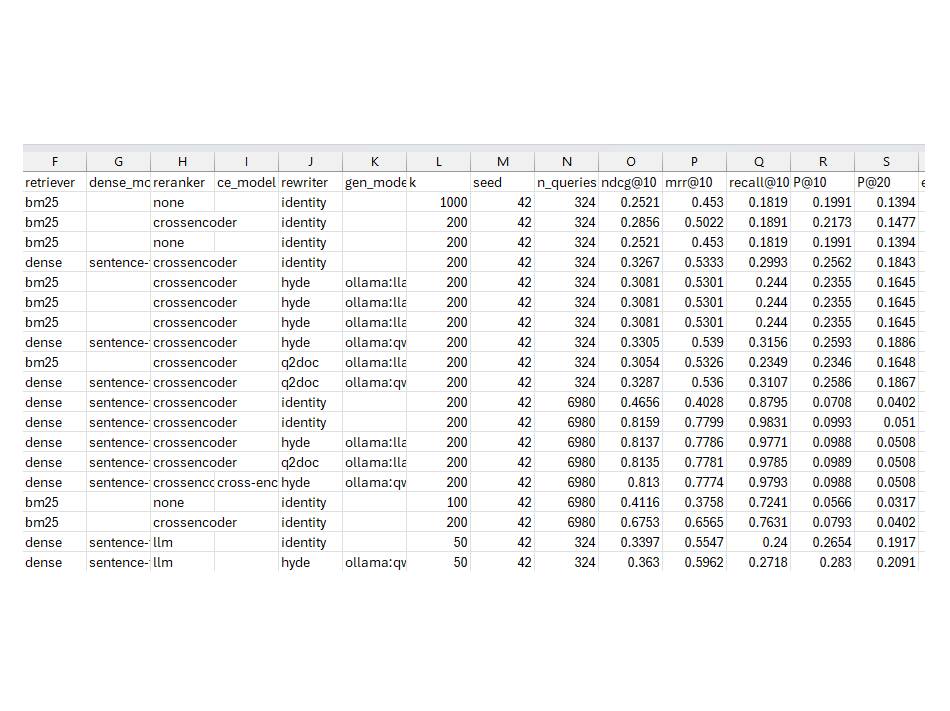 F G H I J K L M N O P Q R S
retriever dense_mc reranker ce_model rewriter gen_mode k seed n_queries ndcg@10 mrr@10 recall@10 P@10 P@20 e
bm25 none identity 1000 42 324 0.2521 0.453 0.1819 0.1991 0.1394
bm25 crossencoder identity 200 42 324 0.2856 0.5022 0.1891 0.2173 0.1477
bm25 none identity 200 42 324 0.2521 0.453 0.1819 0.1991 0.1394
dense sentence- crossencoder identity 200 42 324 0.3267 0.5333 0.2993 0.2562 0.1843
bm25 crossencoder hyde ollama:lla 200 42 324 0.3081 0.5301 0.244 0.2355 0.1645
bm25 crossencoder hyde ollama:lla 200 42 324 0.3081 0.5301 0.244 0.2355 0.1645
bm25 crossencoder hyde ollama:lla 200 42 324 0.3081 0.5301 0.244 0.2355 0.1645
dense sentence- crossencoder hyde ollama:qw 200 42 324 0.3305 0.539 0.3156 0.2593 0.1886
bm25 crossencoder q2doc ollama:lla 200 42 324 0.3054 0.5326 0.2349 0.2346 0.1648
dense sentence- crossencoder q2doc ollama:qw 200 42 324 0.3287 0.536 0.3107 0.2586 0.1867
dense sentence- crossencoder identity 200 42 6980 0.4656 0.4028 0.8795 0.0708 0.0402
dense sentence- crossencoder identity 200 42 6980 0.8159 0.7799 0.9831 0.0993 0.051
dense sentence- crossencoder hyde ollama:lla 200 42 6980 0.8137 0.7786 0.9771 0.0988 0.0508
dense sentence- crossencoder q2doc ollama:lla 200 42 6980 0.8135 0.7781 0.9785 0.0989 0.0508
dense sentence- crossenco cross-enc hyde ollama:qw 200 42 6980 0.813 0.7774 0.9793 0.0988 0.0508
bm25 none identity 100 42 6980 0.4116 0.3758 0.7241 0.0566 0.0317
bm25 crossencoder identity 200 42 6980 0.6753 0.6565 0.7631 0.0793 0.0402
dense sentence- llm identity 50 42 324 0.3397 0.5547 0.24 0.2654 0.1917
dense sentence- llm hyde ollama:qw 50 42 324 0.363 0.5962 0.2718 0.283 0.2091